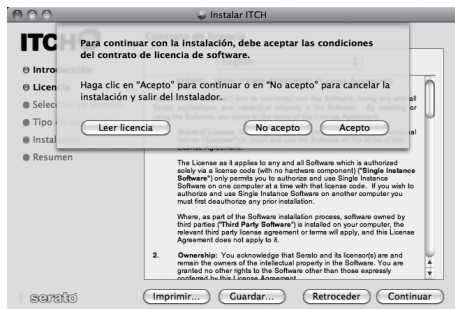 Instalar ITCH
ITCH
Para continuar con la instalación, debe aceptar las condiciones
del contrato de licencia de software.
Haga clic en “Acepto” para continuar o en “No acepto” para cancelar la
instalación y salir del Instalador.
Leer licencia
No acepto
Acepto
Introducción
Licen
Selec
Tipo
Instal
Resumen
The License as it applies to any and all Software which is authorized
solely via a license code (with no hardware component) ("Single Instance
Software") only permits you to authorize and use Single Instance
Software on one computer at a time with that license code. If you wish to
authorize and use Single Instance Software on another computer you
must first deauthorize any prior installation.
Where, as part of the Software installation process, software owned by
third parties ("Third Party Software") is installed on your computer, the
relevant third party license agreement or terms will apply, and this License
Agreement does not apply to it.
2. Ownership: You acknowledge that Serato and its licensor(s) are and
remain the owners of the intellectual property in the Software. You are
granted no other rights to the Software other than those expressly
conferred by this License Agreement.
serato
Imprimir...
Guardar...
Retroceder
Continuar